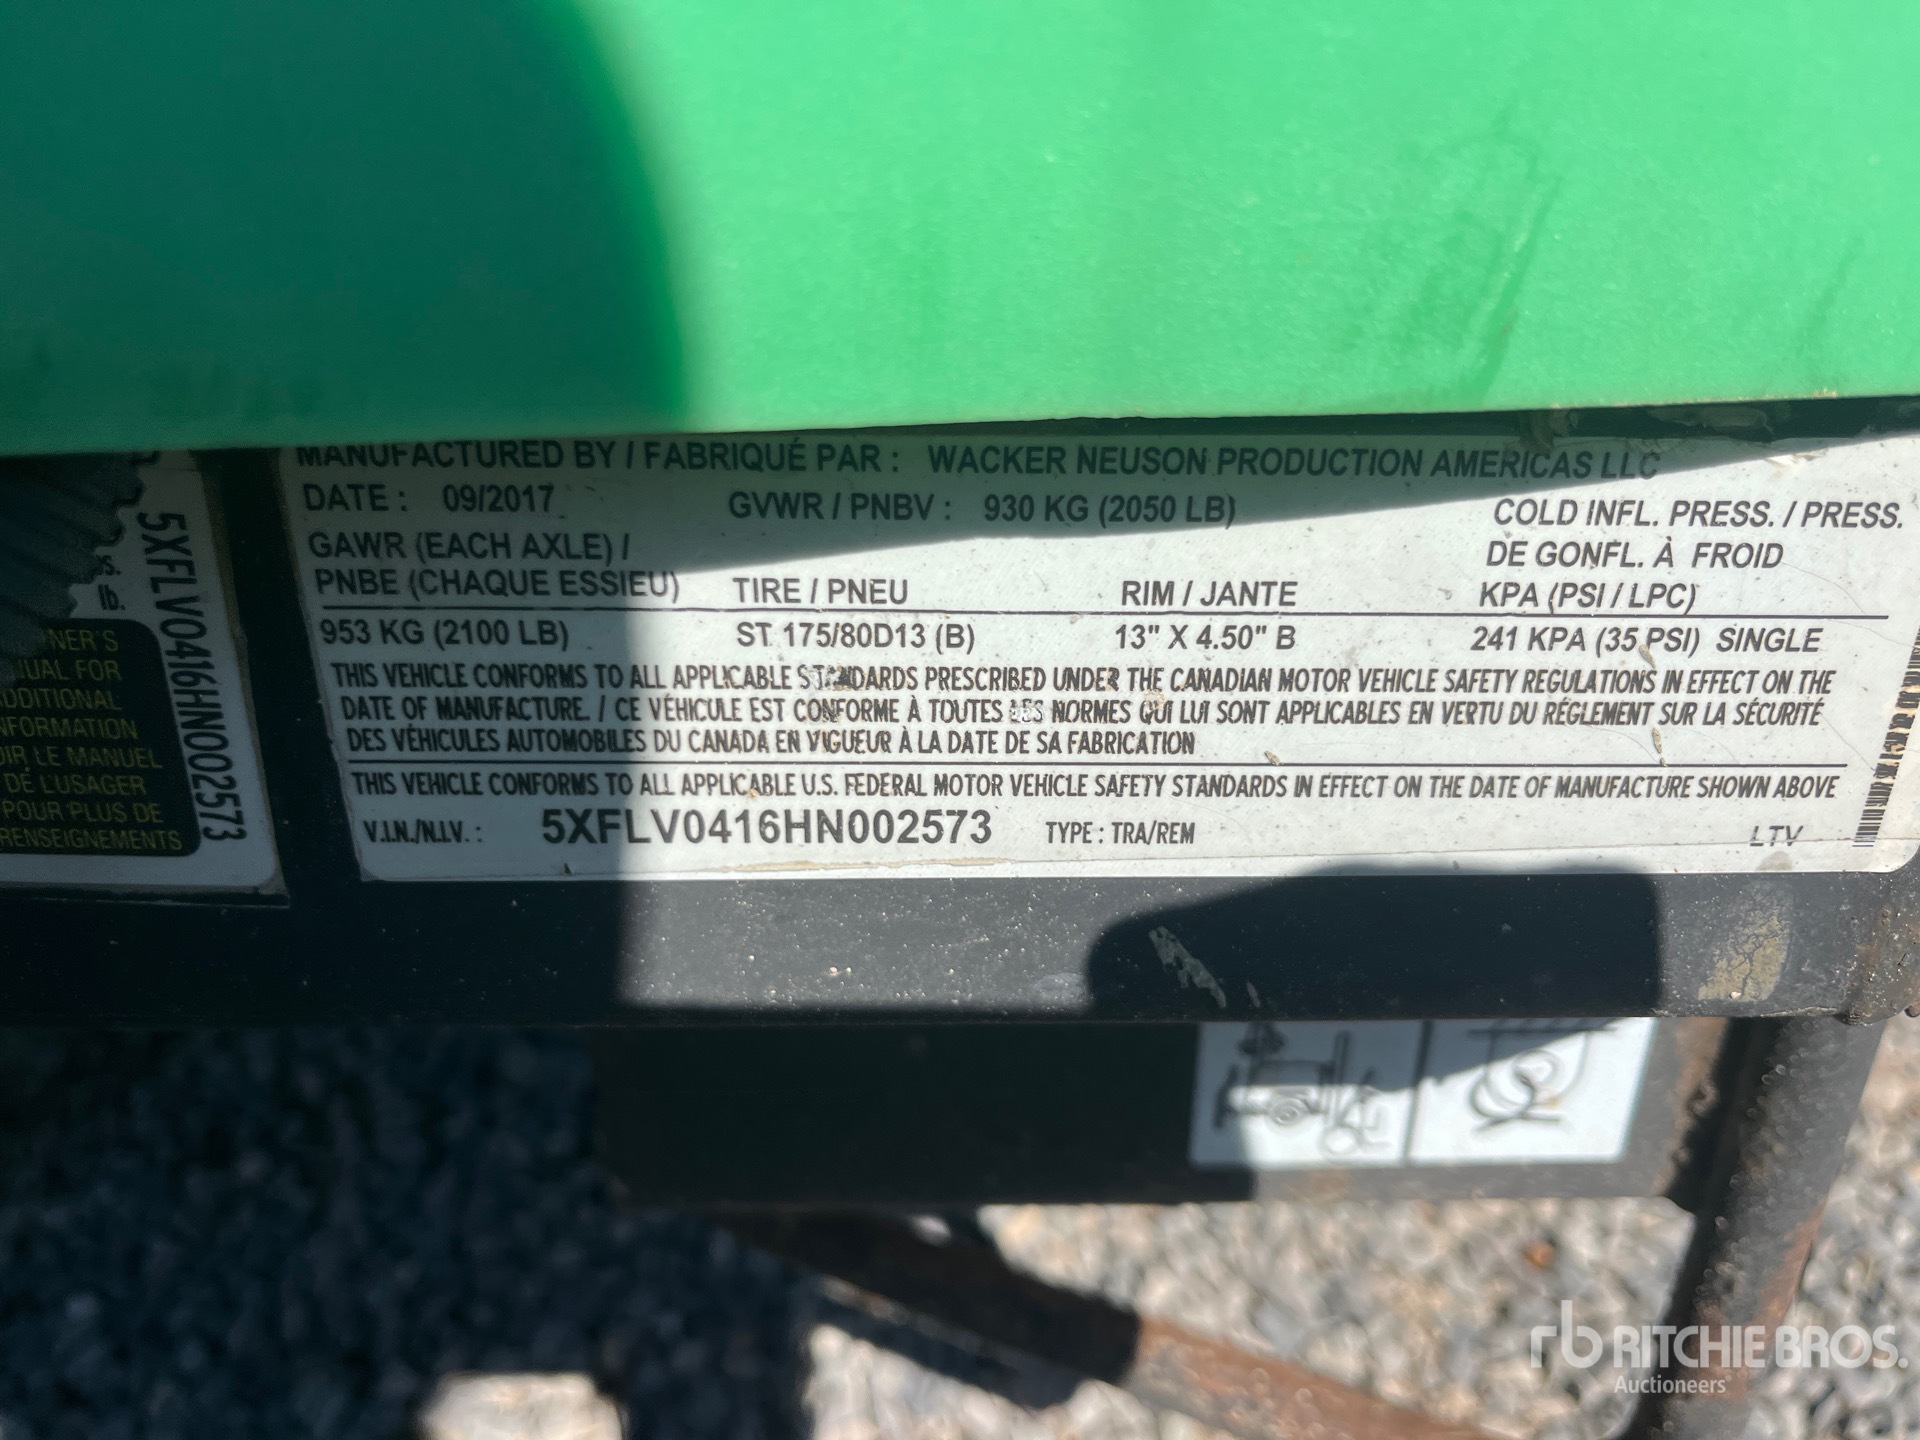 MANUFACTURED BY / FABRIQUÉ PAR : WACKER NEUSON PRODUCTION AMERICAS LLC
DATE : 09/2017 GVWR / PNBV : 930 KG (2050 LB)
GAWR (EACH AXLE) /
PNBE (CHAQUE ESSIEU) TIRE / PNEU RIM / JANTE
COLD INFL. PRESS. / PRESS.
DE GONFL. À FROID
KPA (PSI / LPC)
953 KG (2100 LB) ST 175/80D13 (B) 13" X 4.50" B 241 KPA (35 PSI) SINGLE
THIS VEHICLE CONFORMS TO ALL APPLICABLE STANDARDS PRESCRIBED UNDER THE CANADIAN MOTOR VEHICLE SAFETY REGULATIONS IN EFFECT ON THE
DATE OF MANUFACTURE. / CE VÉHICULE EST CONFORME À TOUTES LES NORMES QUI LUI SONT APPLICABLES EN VERTU DU RÉGLEMENT SUR LA SÉCURITÉ
DES VÉHICULES AUTOMOBILES DU CANADA EN VIGUEUR À LA DATE DE SA FABRICATION
THIS VEHICLE CONFORMS TO ALL APPLICABLE U.S. FEDERAL MOTOR VEHICLE SAFETY STANDARDS IN EFFECT ON THE DATE OF MANUFACTURE SHOWN ABOVE
V.I.N./N.I.V. : 5XFLV0416HN002573 TYPE : TRA/REM LTV
5XFLV0416HN002573
lb.
FOR
LE MANUEL
DE L'USAGER
POUR PLUS DE
RENSEIGNEMENTS
rb RITCHIE BROS.
Auctioneers